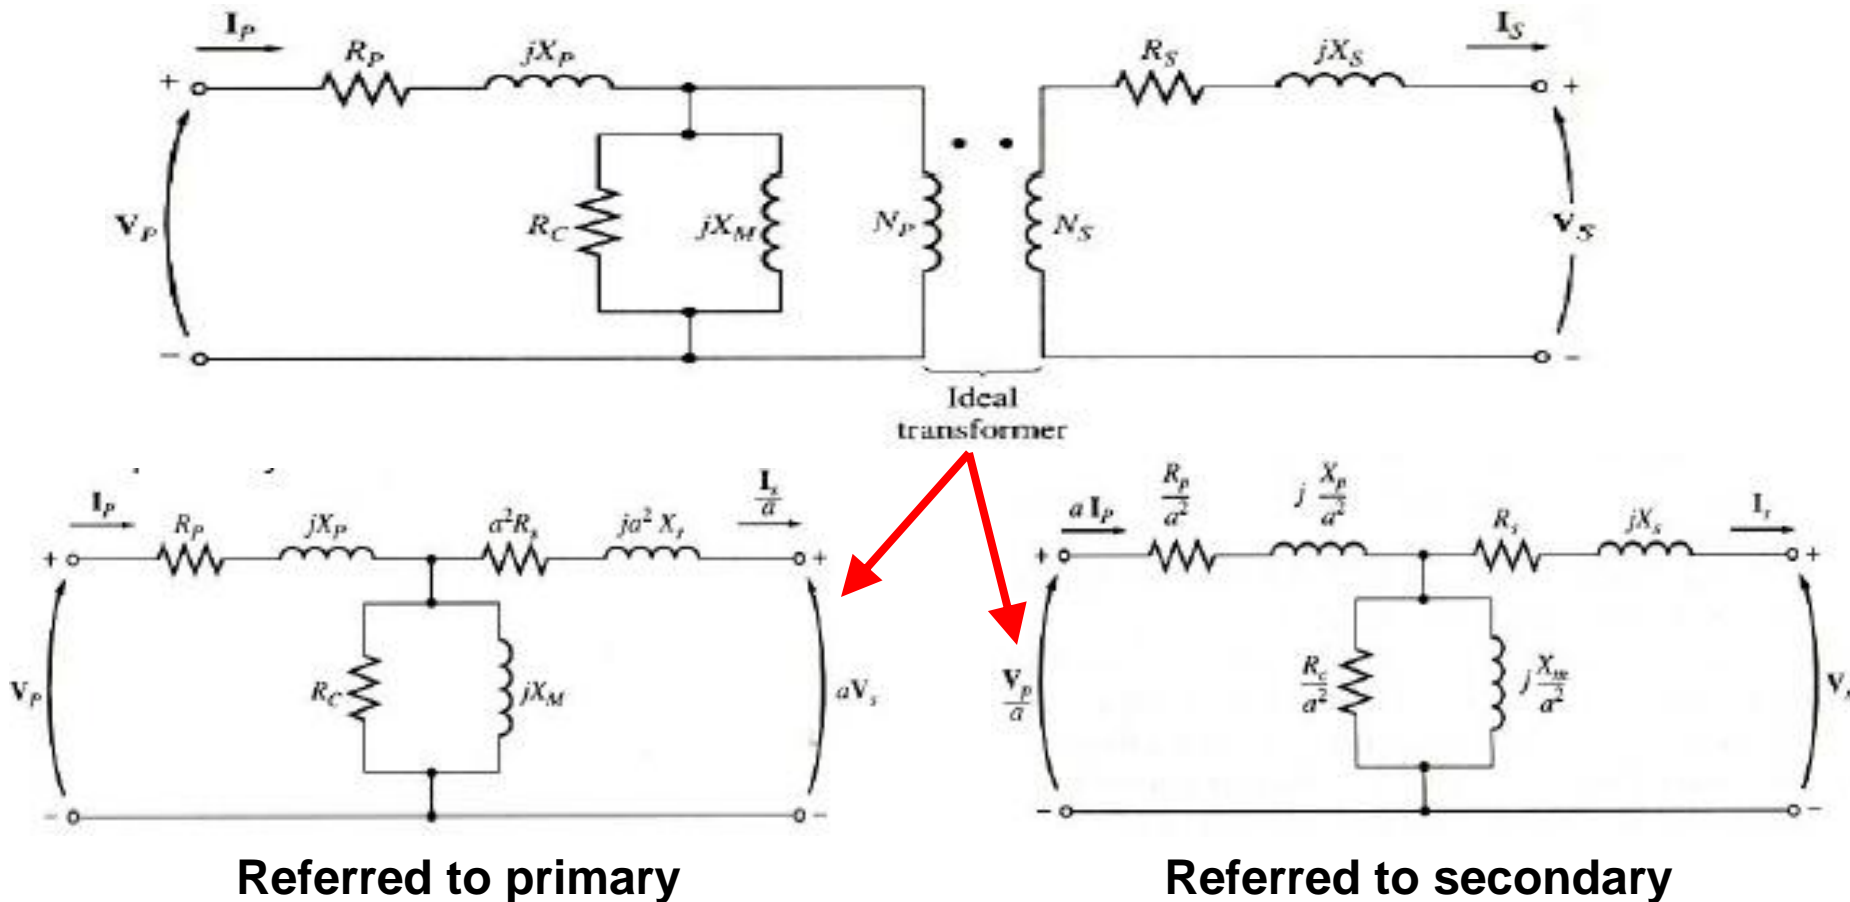 I_P
R_P
jX_P
R_S
jX_S
I_S
+
+
V_P
R_C
jX_M
N_P
N_S
V_S
−
−
Ideal
transformer
I_P
R_P
jX_P
a²R_s
ja²X_s
I_s/a
+
+
V_P
R_C
jX_M
aV_s
−
−
aI_P
R_p/a²
j X_p/a²
R_s
jX_s
I_s
+
+
V_p/a
R_c/a²
j X_m/a²
−
−
Referred to primary
Referred to secondary